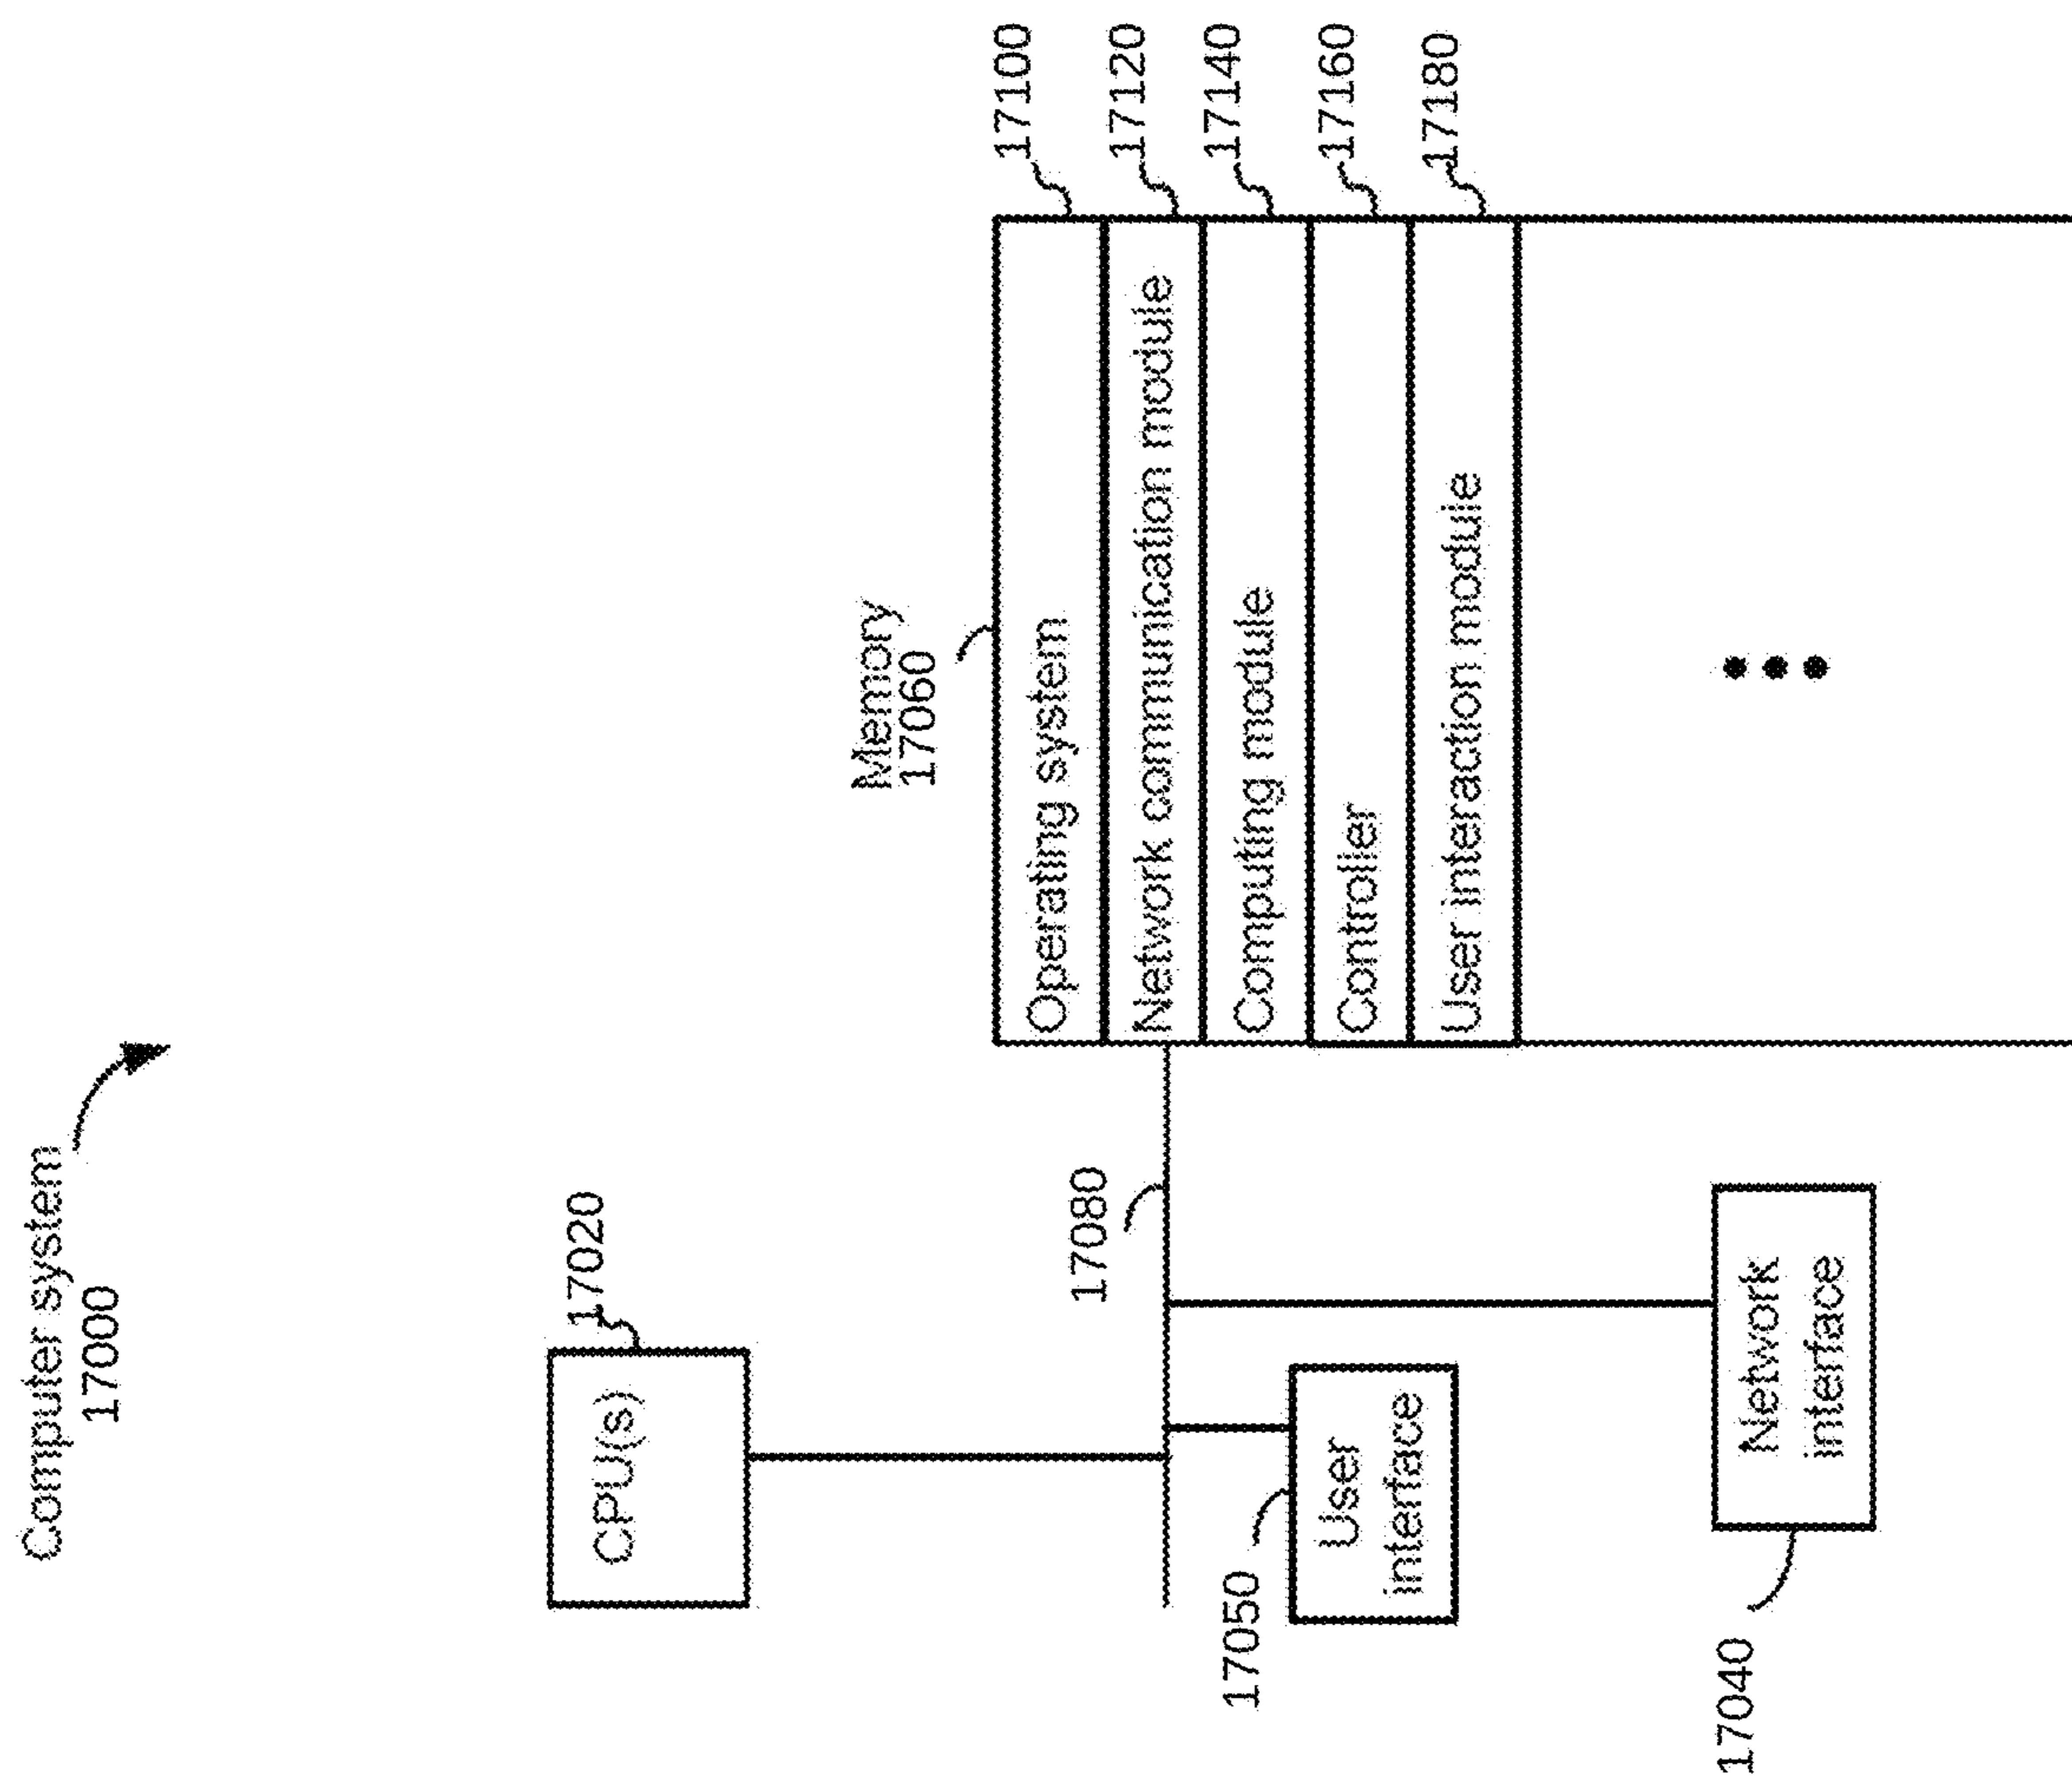 Computer system
17000
CPU(s)
17020
Memory
17060
17080
Operating system
17100
Network communication module
17120
Computing module
17140
Controller
17160
User interaction module
17180
17050
User
interface
17040
Network
interface